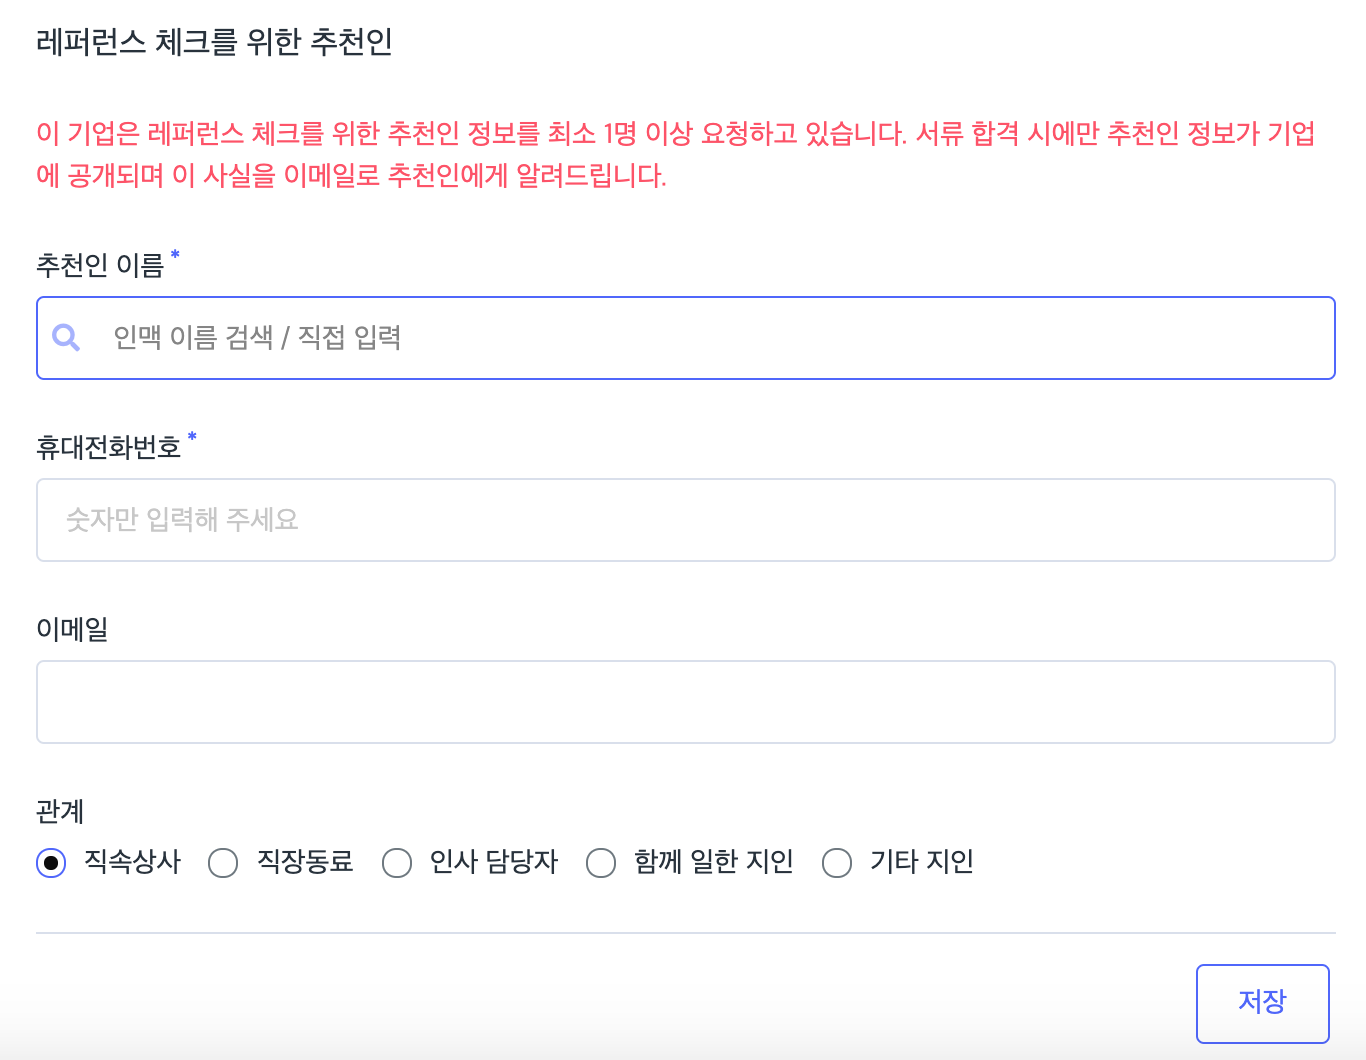 레퍼런스 체크를 위한 추천인
이 기업은 레퍼런스 체크를 위한 추천인 정보를 최소 1명 이상 요청하고 있습니다. 서류 합격 시에만 추천인 정보가 기업
에 공개되며 이 사실을 이메일로 추천인에게 알려드립니다.
추천인 이름 *
인맥 이름 검색 / 직접 입력
휴대전화번호 *
숫자만 입력해 주세요
이메일
관계
직속상사 직장동료 인사 담당자 함께 일한 지인 기타 지인
저장